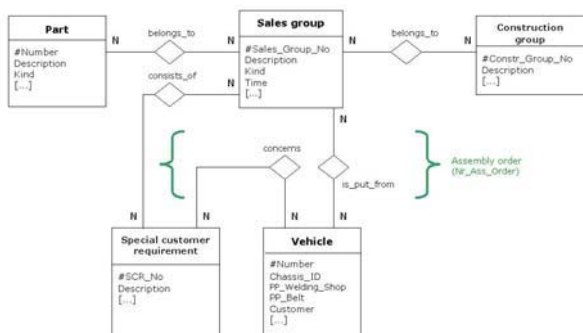 Part
#Number
Description
Kind
[...]
N
belongs_to
N
Sales group
#Sales_Group_No
Description
Kind
Time
[...]
N
belongs_to
N
Construction
group
#Constr_Group_No
Description
[...]
consists_of
N
N
concerns
is_put_from
Assembly order
(Nr_Ass_Order)
N
N
N
N
Special customer
requirement
#SCR_No
Description
[...]
Vehicle
#Number
Chassis_ID
PP_Welding_Shop
PP_Belt
Customer
[...]